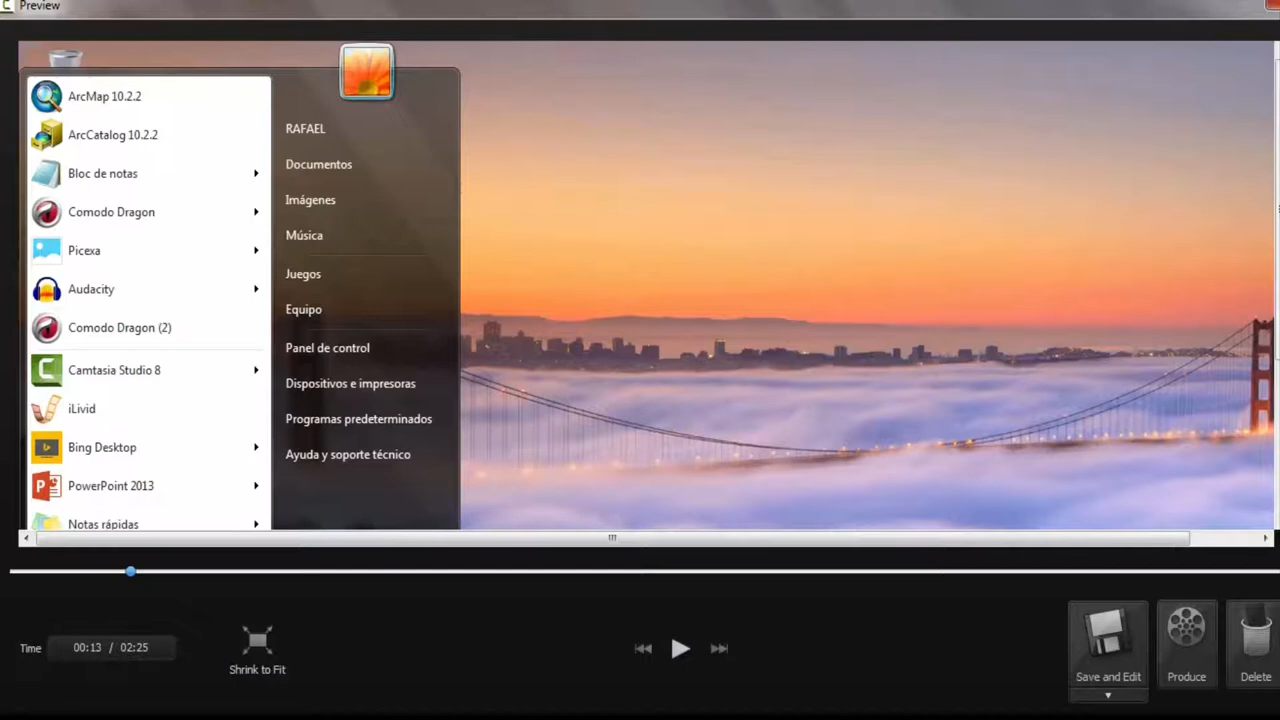 Preview
ArcMap 10.2.2
ArcCatalog 10.2.2
Bloc de notas
Comodo Dragon
Picexa
Audacity
Comodo Dragon (2)
Camtasia Studio 8
iLivid
Bing Desktop
PowerPoint 2013
Notas rápidas
RAFAEL
Documentos
Imágenes
Música
Juegos
Equipo
Panel de control
Dispositivos e impresoras
Programas predeterminados
Ayuda y soporte técnico
Time 00:13 / 02:25
Shrink to Fit
Save and Edit
Produce
Delete